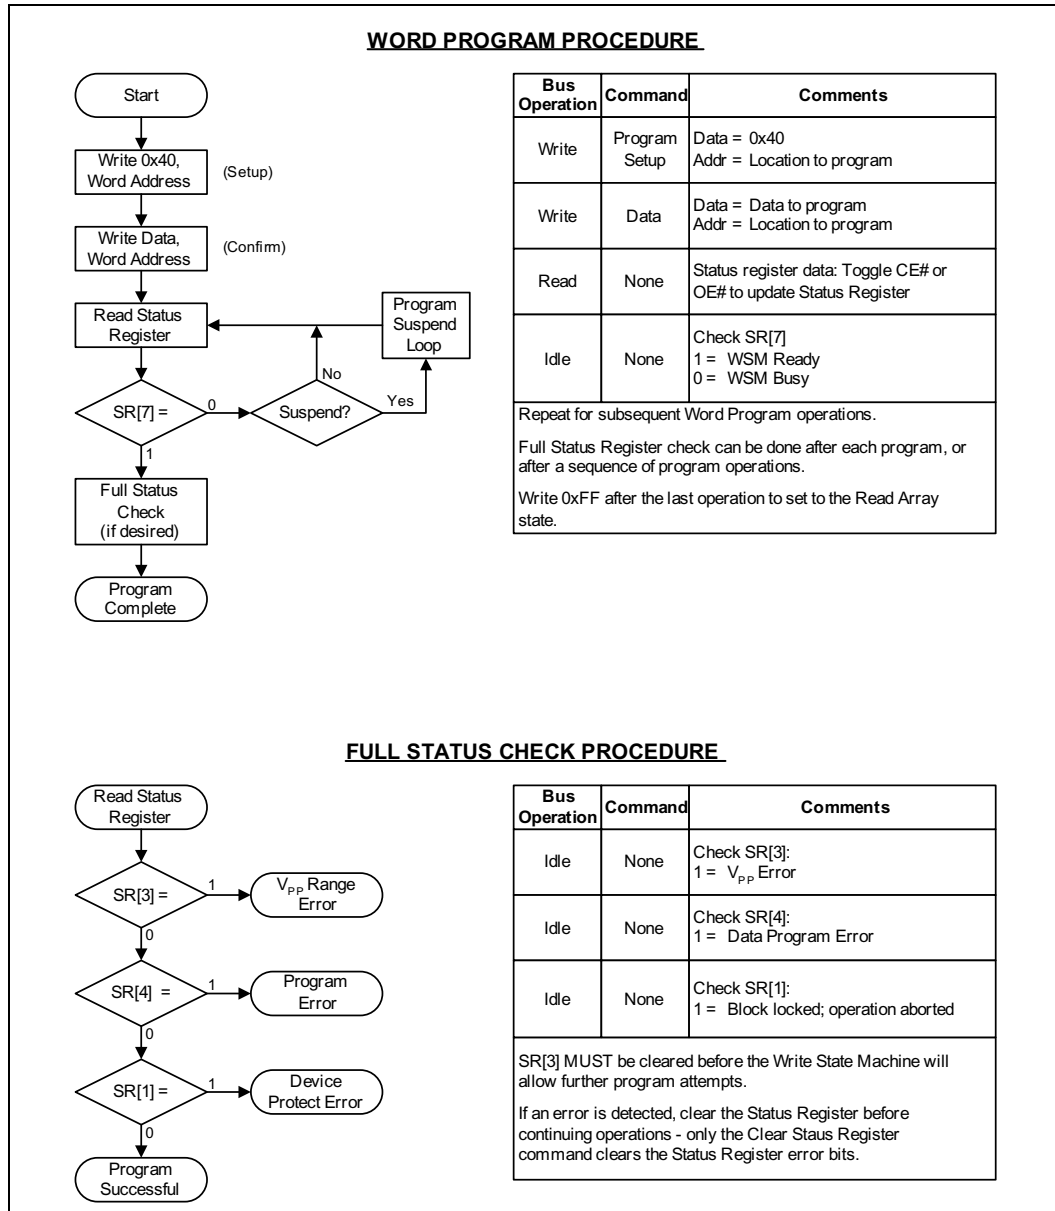 WORD PROGRAM PROCEDURE
Start
Write 0x40,
Word Address
(Setup)
Write Data,
Word Address
(Confirm)
Read Status
Register
Program
Suspend
Loop
No
SR[7] =
0
Suspend?
Yes
1
Full Status
Check
(if desired)
Program
Complete
Bus
Operation
Command
Comments
Write
Program
Setup
Data = 0x40
Addr = Location to program
Write
Data
Data = Data to program
Addr = Location to program
Read
None
Status register data: Toggle CE# or
OE# to update Status Register
Idle
None
Check SR[7]
1 = WSM Ready
0 = WSM Busy
Repeat for subsequent Word Program operations.
Full Status Register check can be done after each program, or
after a sequence of program operations.
Write 0xFF after the last operation to set to the Read Array
state.
FULL STATUS CHECK PROCEDURE
Read Status
Register
SR[3] =
1
VPP Range
Error
0
SR[4] =
1
Program
Error
0
SR[1] =
1
Device
Protect Error
0
Program
Successful
Bus
Operation
Command
Comments
Idle
None
Check SR[3]:
1 = VPP Error
Idle
None
Check SR[4]:
1 = Data Program Error
Idle
None
Check SR[1]:
1 = Block locked; operation aborted
SR[3] MUST be cleared before the Write State Machine will
allow further program attempts.
If an error is detected, clear the Status Register before
continuing operations - only the Clear Staus Register
command clears the Status Register error bits.